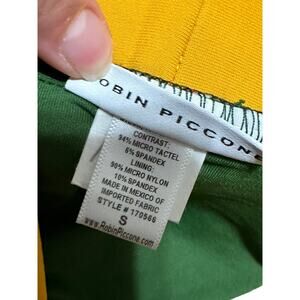 ROBIN PICCONE
CONTRAST:
94% MICRO TACTEL
6% SPANDEX
LINING:
90% MICRO NYLON
10% SPANDEX
MADE IN MEXICO OF
IMPORTED FABRIC
STYLE # 170566
S
www.RobinPiccone.com